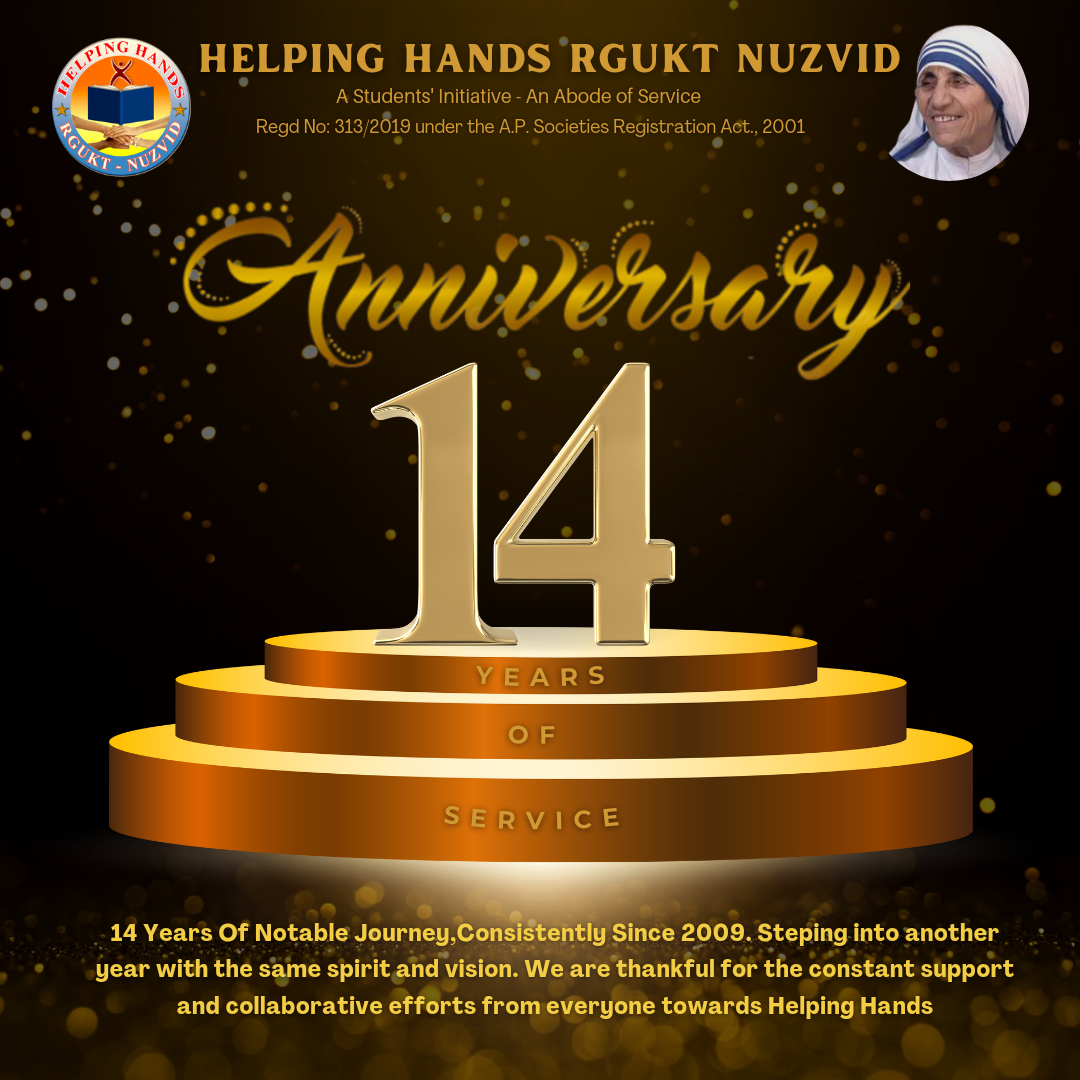 HELPING HANDS
RGUKT - NUZVID
HELPING HANDS RGUKT NUZVID
A Students' Initiative - An Abode of Service
Regd No: 313/2019 under the A.P. Societies Registration Act., 2001
Anniversary
14
YEARS
OF
SERVICE
14 Years Of Notable Journey,Consistently Since 2009. Steping into another
year with the same spirit and vision. We are thankful for the constant support
and collaborative efforts from everyone towards Helping Hands